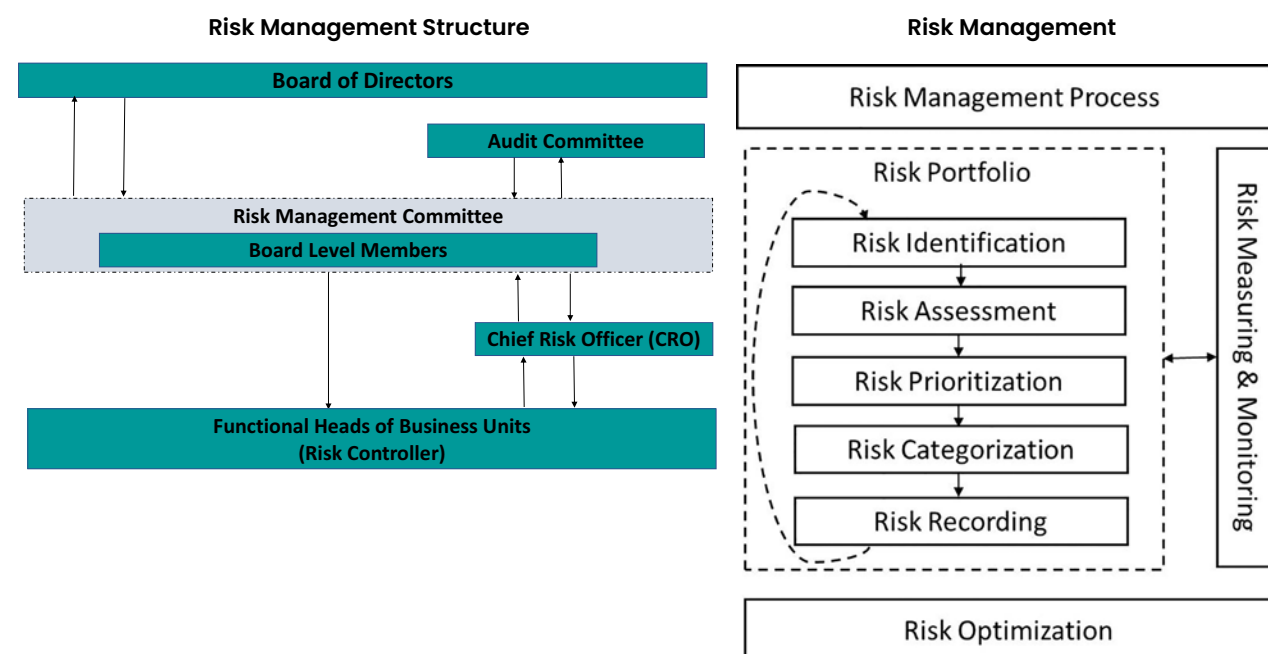 Risk Management Structure
Board of Directors
Audit Committee
Risk Management Committee
Board Level Members
Chief Risk Officer (CRO)
Functional Heads of Business Units
(Risk Controller)
Risk Management
Risk Management Process
Risk Portfolio
Risk Identification
Risk Assessment
Risk Prioritization
Risk Categorization
Risk Recording
Risk Measuring & Monitoring
Risk Optimization